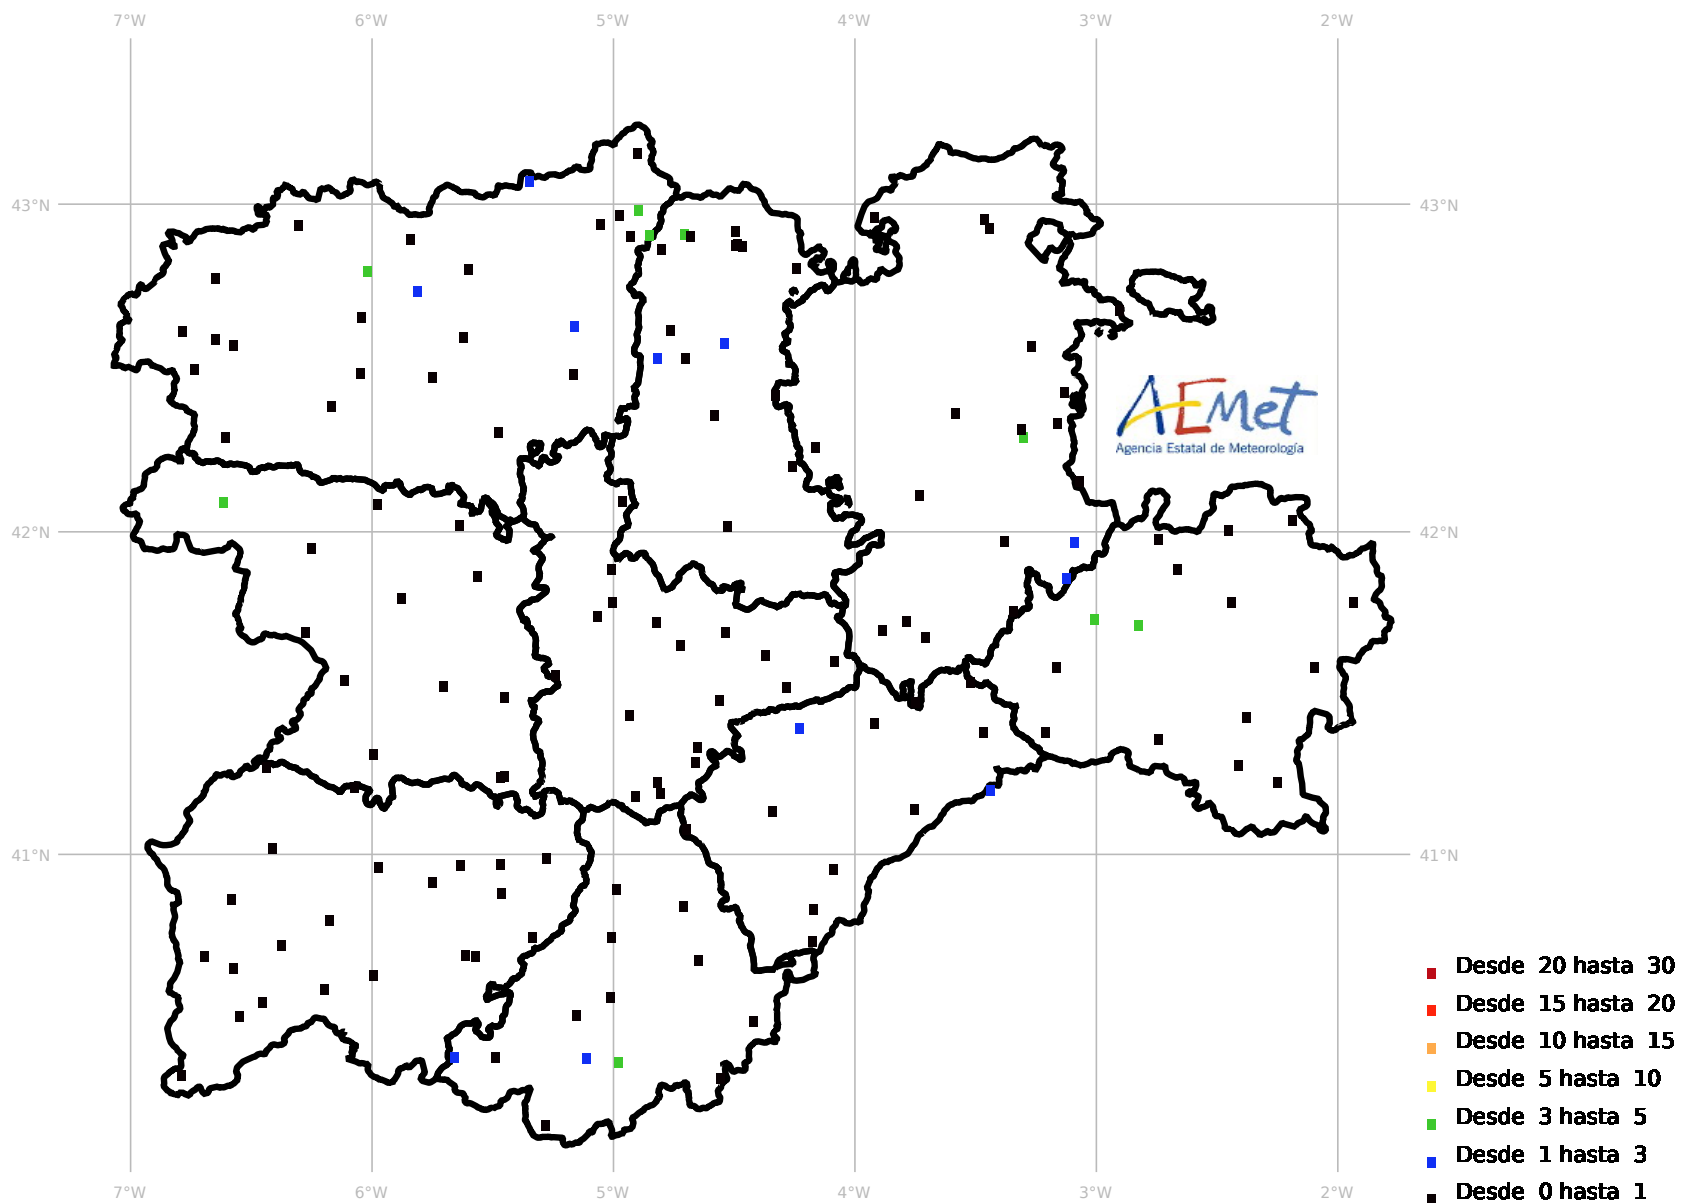 7°W 6°W 5°W 4°W 3°W 2°W
43°N 43°N
AEMet
Agencia Estatal de Meteorología
42°N 42°N
41°N 41°N
Desde 20 hasta 30
Desde 15 hasta 20
Desde 10 hasta 15
Desde 5 hasta 10
Desde 3 hasta 5
Desde 1 hasta 3
Desde 0 hasta 1
7°W 6°W 5°W 4°W 3°W 2°W